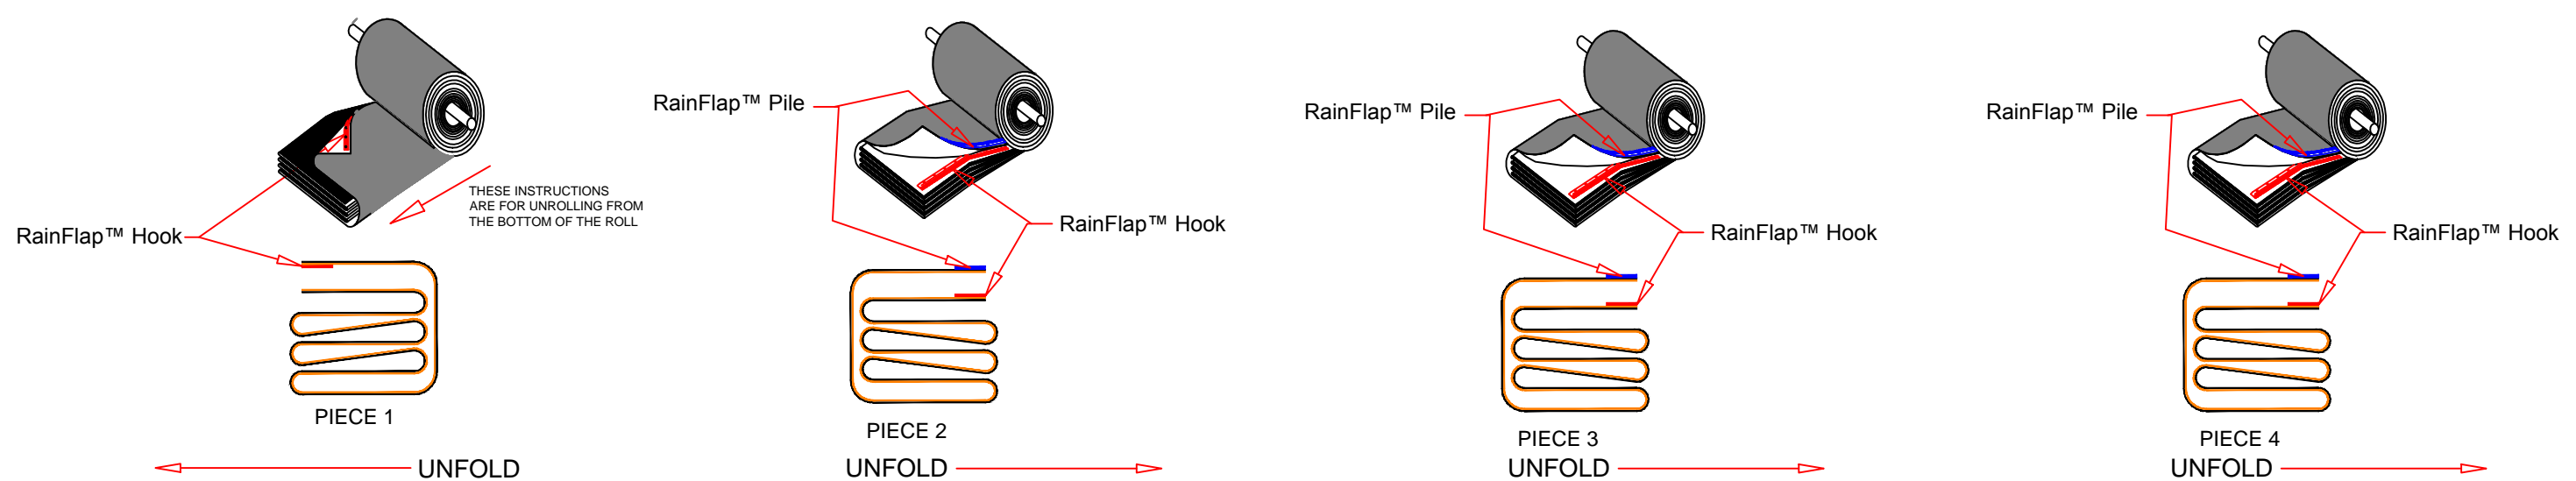 RainFlap™ Hook
THESE INSTRUCTIONS
ARE FOR UNROLLING FROM
THE BOTTOM OF THE ROLL
PIECE 1
UNFOLD
RainFlap™ Pile
RainFlap™ Hook
PIECE 2
UNFOLD
RainFlap™ Pile
RainFlap™ Hook
PIECE 3
UNFOLD
RainFlap™ Pile
RainFlap™ Hook
PIECE 4
UNFOLD